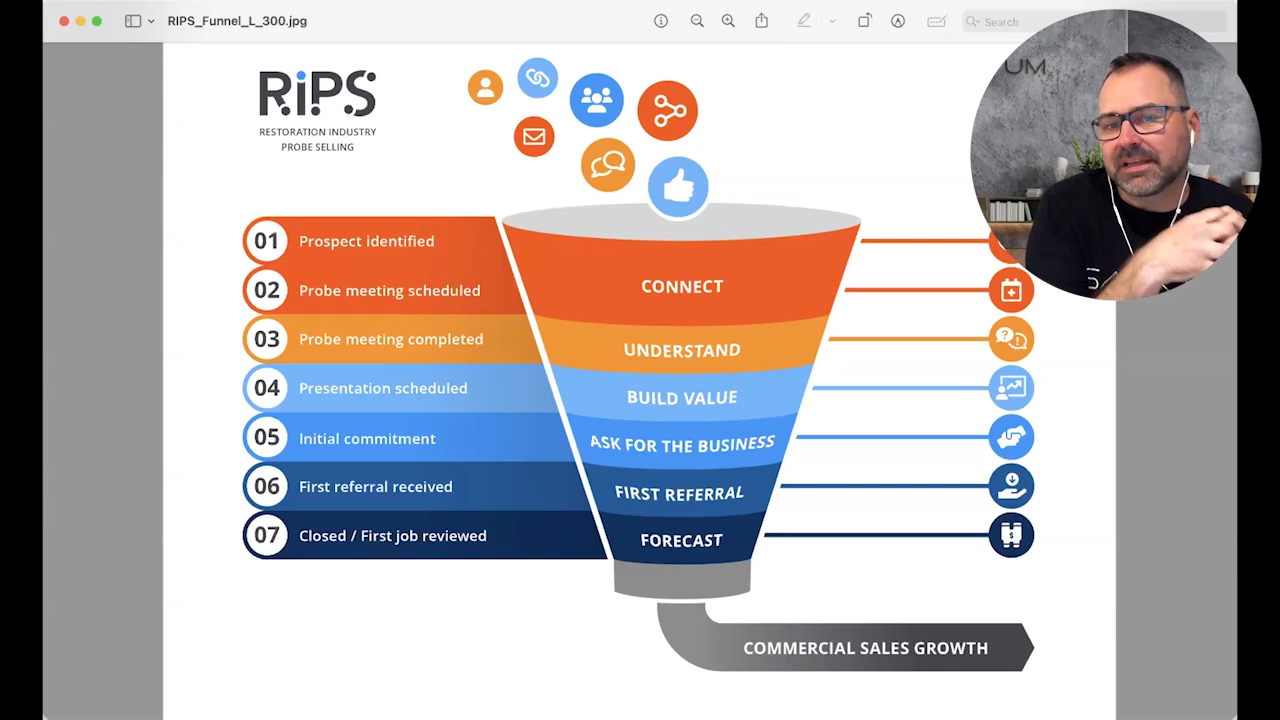 RIPS_Funnel_L_300.jpg
Search
UM
RiPS
RESTORATION INDUSTRY
PROBE SELLING
01 Prospect identified
02 Probe meeting scheduled
03 Probe meeting completed
04 Presentation scheduled
05 Initial commitment
06 First referral received
07 Closed / First job reviewed
CONNECT
UNDERSTAND
BUILD VALUE
ASK FOR THE BUSINESS
FIRST REFERRAL
FORECAST
COMMERCIAL SALES GROWTH